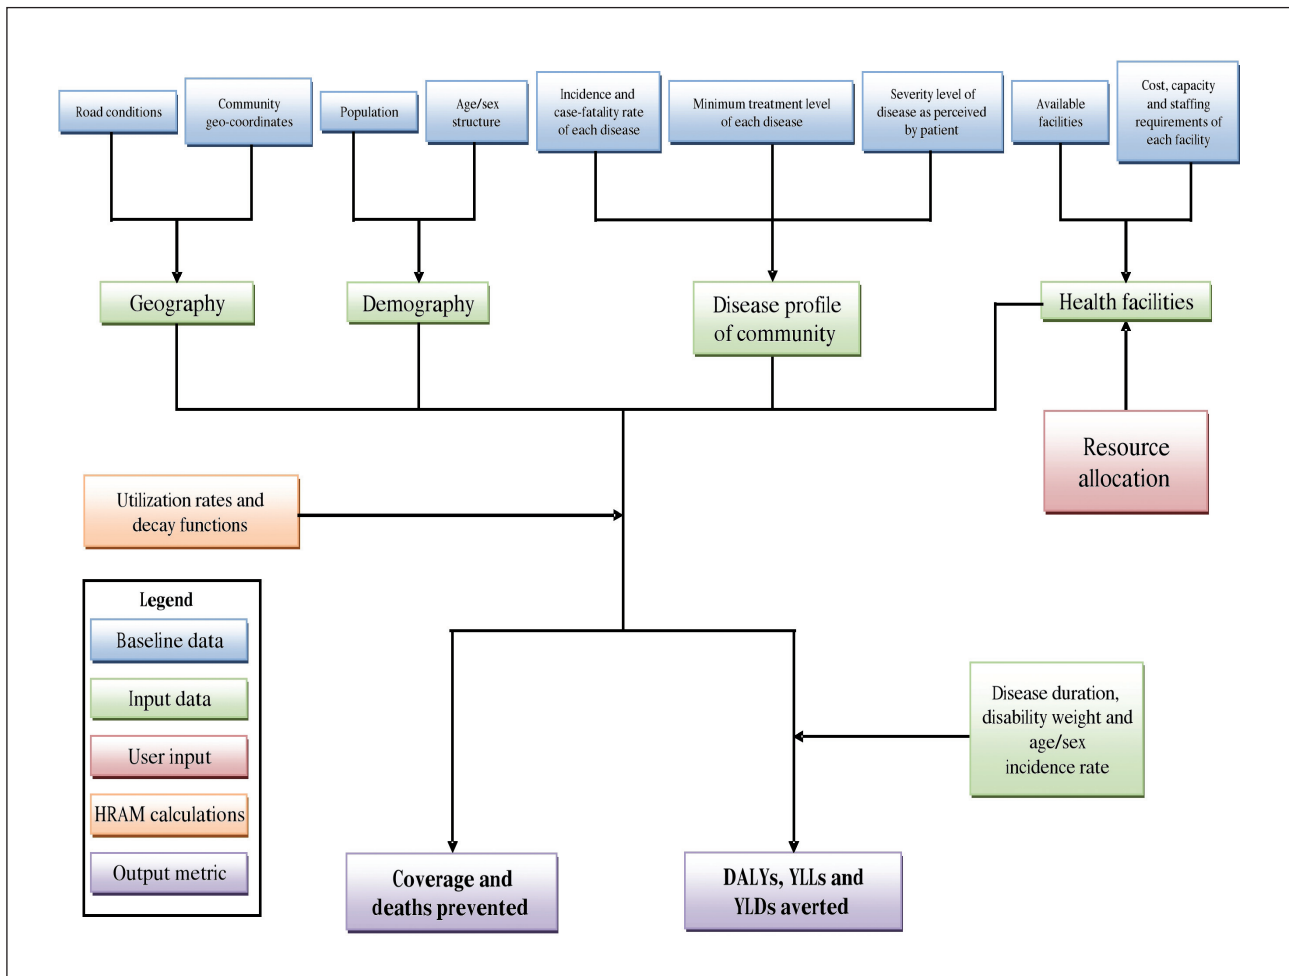 Road conditions
Community
geo-coordinates
Population
Age/sex
structure
Incidence and
case-fatality rate
of each disease
Minimum treatment level
of each disease
Severity level of
disease as perceived
by patient
Available
facilities
Cost, capacity
and staffing
requirements of
each facility
Geography
Demography
Disease profile
of community
Health facilities
Resource
allocation
Utilization rates and
decay functions
Legend
Baseline data
Input data
User input
HRAM calculations
Output metric
Disease duration,
disability weight and
age/sex
incidence rate
Coverage and
deaths prevented
DALYs, YLLs and
YLDs averted